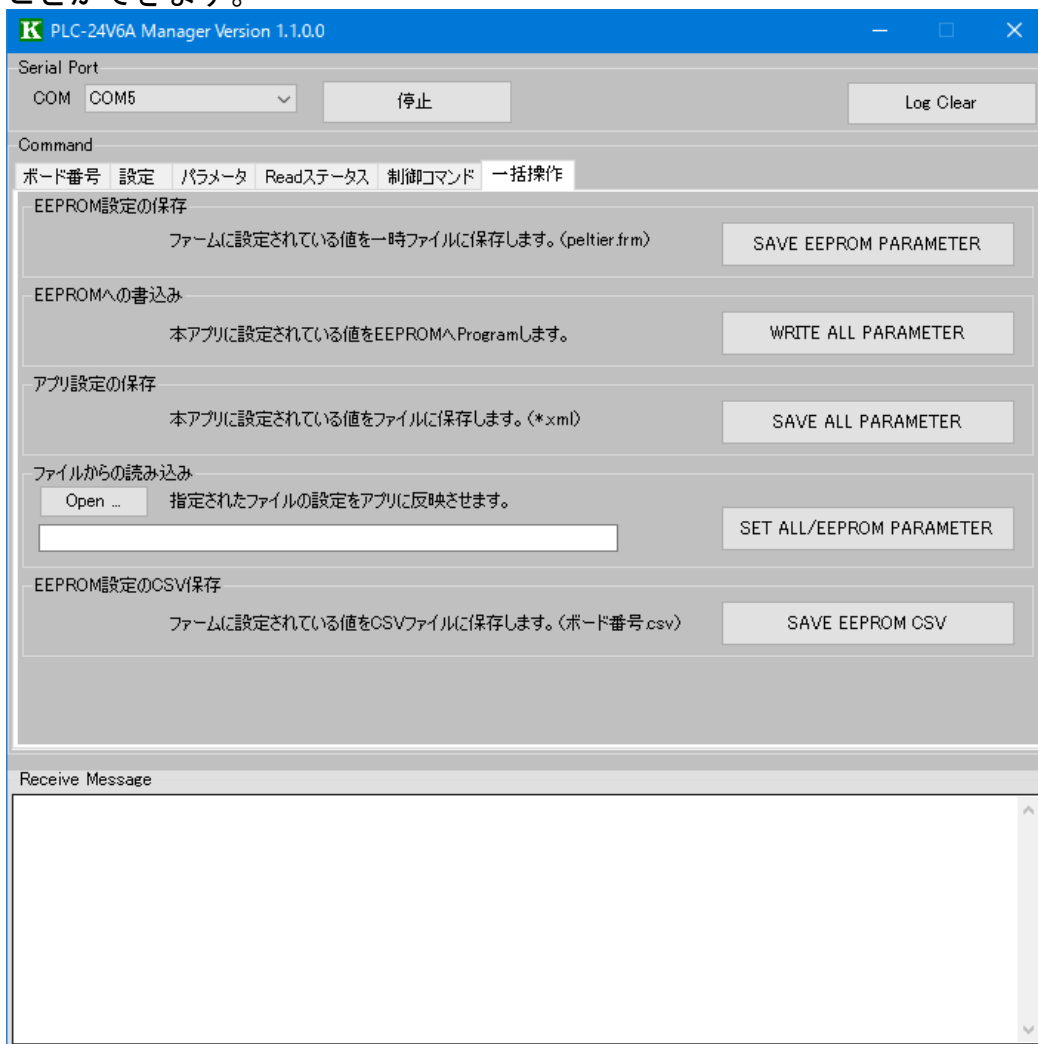 ことができます。
K PLC-24V6A Manager Version 1.1.0.0
Serial Port
COM COM5 停止 Log Clear
Command
ボード番号 設定 パラメータ Readステータス 制御コマンド 一括操作
EEPROM設定の保存
ファームに設定されている値を一時ファイルに保存します。(peltier.frm) SAVE EEPROM PARAMETER
EEPROMへの書込み
本アプリに設定されている値をEEPROMへProgramします。 WRITE ALL PARAMETER
アプリ設定の保存
本アプリに設定されている値をファイルに保存します。(*.xml) SAVE ALL PARAMETER
ファイルからの読み込み
Open ... 指定されたファイルの設定をアプリに反映させます。
SET ALL/EEPROM PARAMETER
EEPROM設定のCSV保存
ファームに設定されている値をCSVファイルに保存します。(ボード番号.csv) SAVE EEPROM CSV
Receive Message